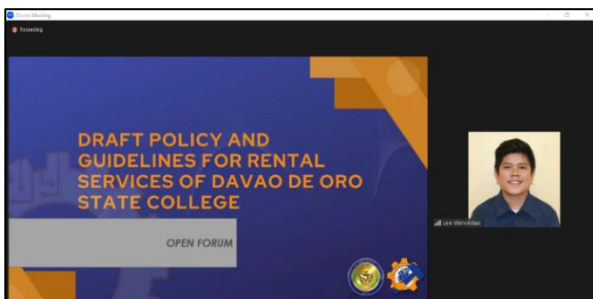 Zoom Meeting
Recording
DRAFT POLICY AND
GUIDELINES FOR RENTAL
SERVICES OF DAVAO DE ORO
STATE COLLEGE
OPEN FORUM